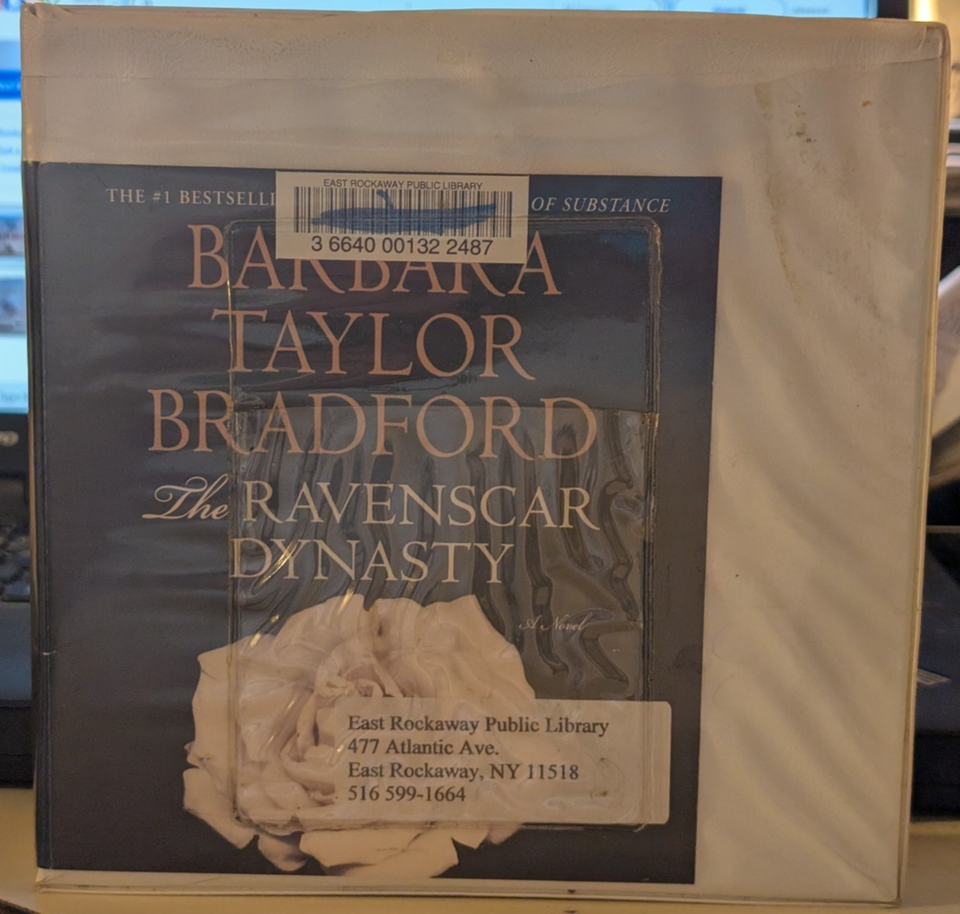 THE #1 BESTSELLI OF SUBSTANCE
EAST ROCKAWAY PUBLIC LIBRARY
3 6640 00132 2487
BARBARA
TAYLOR
BRADFORD
The RAVENSCAR
DYNASTY
A Novel
East Rockaway Public Library
477 Atlantic Ave.
East Rockaway, NY 11518
516 599-1664